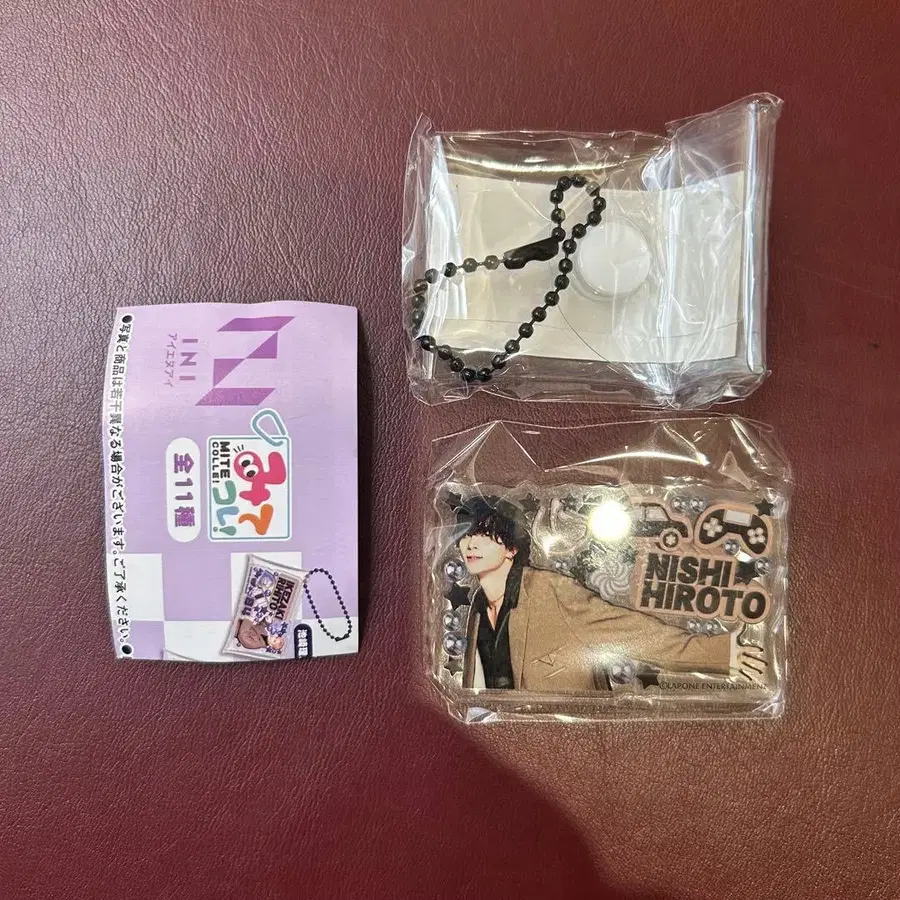 写真と商品は若干異なる場合がございます。ご了承ください。
INI
アイエヌアイ
みてコレ!
MITE
COLLE!
全11種
IKEZAKI
RIHITO
NISHI
HIROTO
©LAPONE ENTERTAINMENT